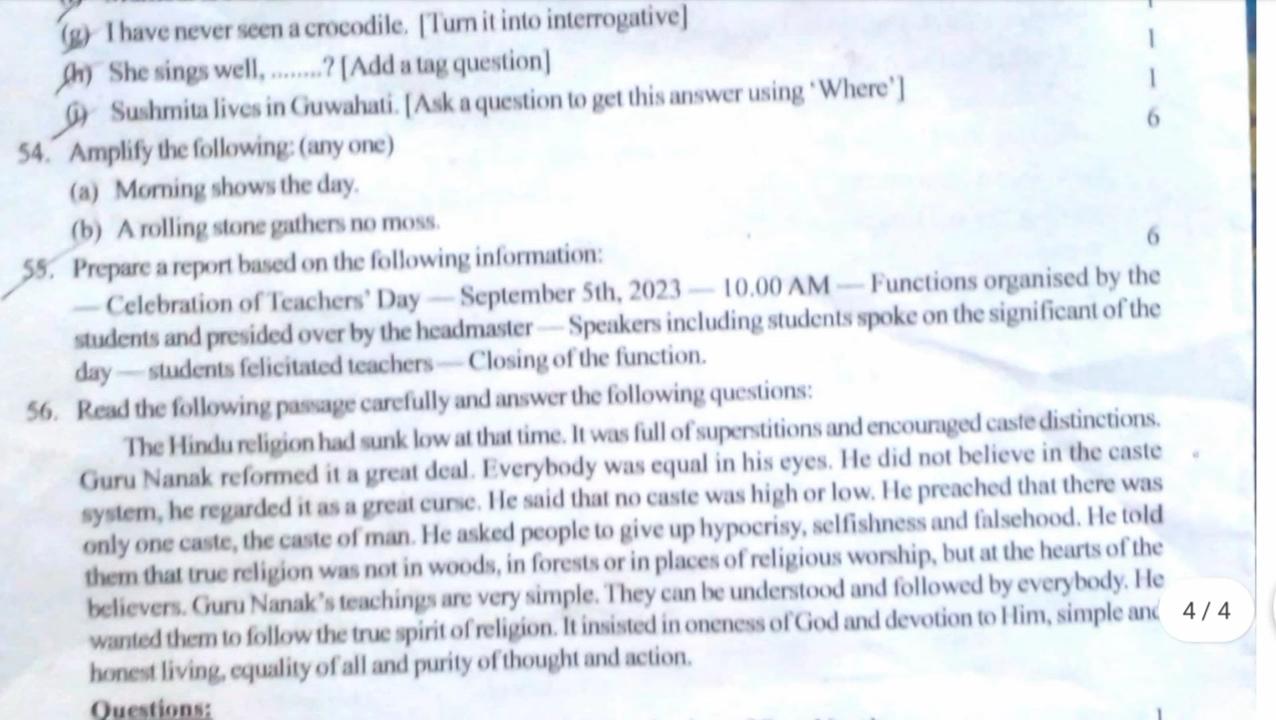 (g) I have never seen a crocodile. [Turn it into interrogative] 1
(h) She sings well, ........? [Add a tag question] 1
(i) Sushmita lives in Guwahati. [Ask a question to get this answer using 'Where'] 1
54. Amplify the following: (any one) 6
(a) Morning shows the day.
(b) A rolling stone gathers no moss.
55. Prepare a report based on the following information: 6
— Celebration of Teachers' Day — September 5th, 2023 — 10.00 AM — Functions organised by the
students and presided over by the headmaster — Speakers including students spoke on the significant of the
day — students felicitated teachers — Closing of the function.
56. Read the following passage carefully and answer the following questions:
The Hindu religion had sunk low at that time. It was full of superstitions and encouraged caste distinctions.
Guru Nanak reformed it a great deal. Everybody was equal in his eyes. He did not believe in the caste
system, he regarded it as a great curse. He said that no caste was high or low. He preached that there was
only one caste, the caste of man. He asked people to give up hypocrisy, selfishness and falsehood. He told
them that true religion was not in woods, in forests or in places of religious worship, but at the hearts of the
believers. Guru Nanak's teachings are very simple. They can be understood and followed by everybody. He
wanted them to follow the true spirit of religion. It insisted in oneness of God and devotion to Him, simple and
honest living, equality of all and purity of thought and action.
4 / 4
Questions: